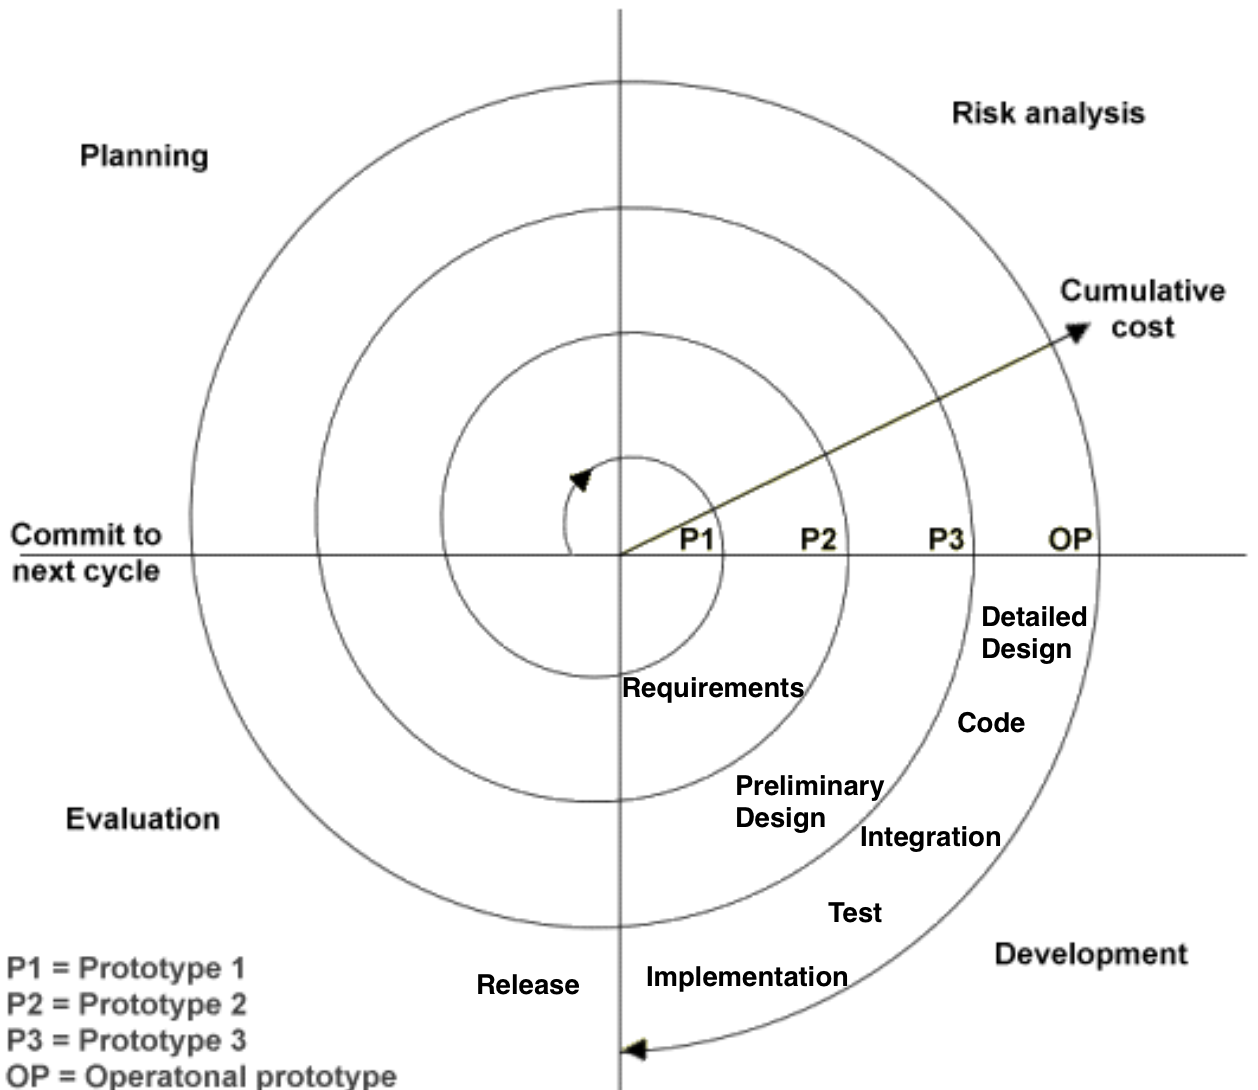 Risk analysis
Planning
Cumulative
cost
Commit to
next cycle
P1
P2
P3
OP
Detailed
Design
Requirements
Code
Preliminary
Design
Evaluation
Integration
Test
Development
Implementation
Release
P1 = Prototype 1
P2 = Prototype 2
P3 = Prototype 3
OP = Operatonal prototype